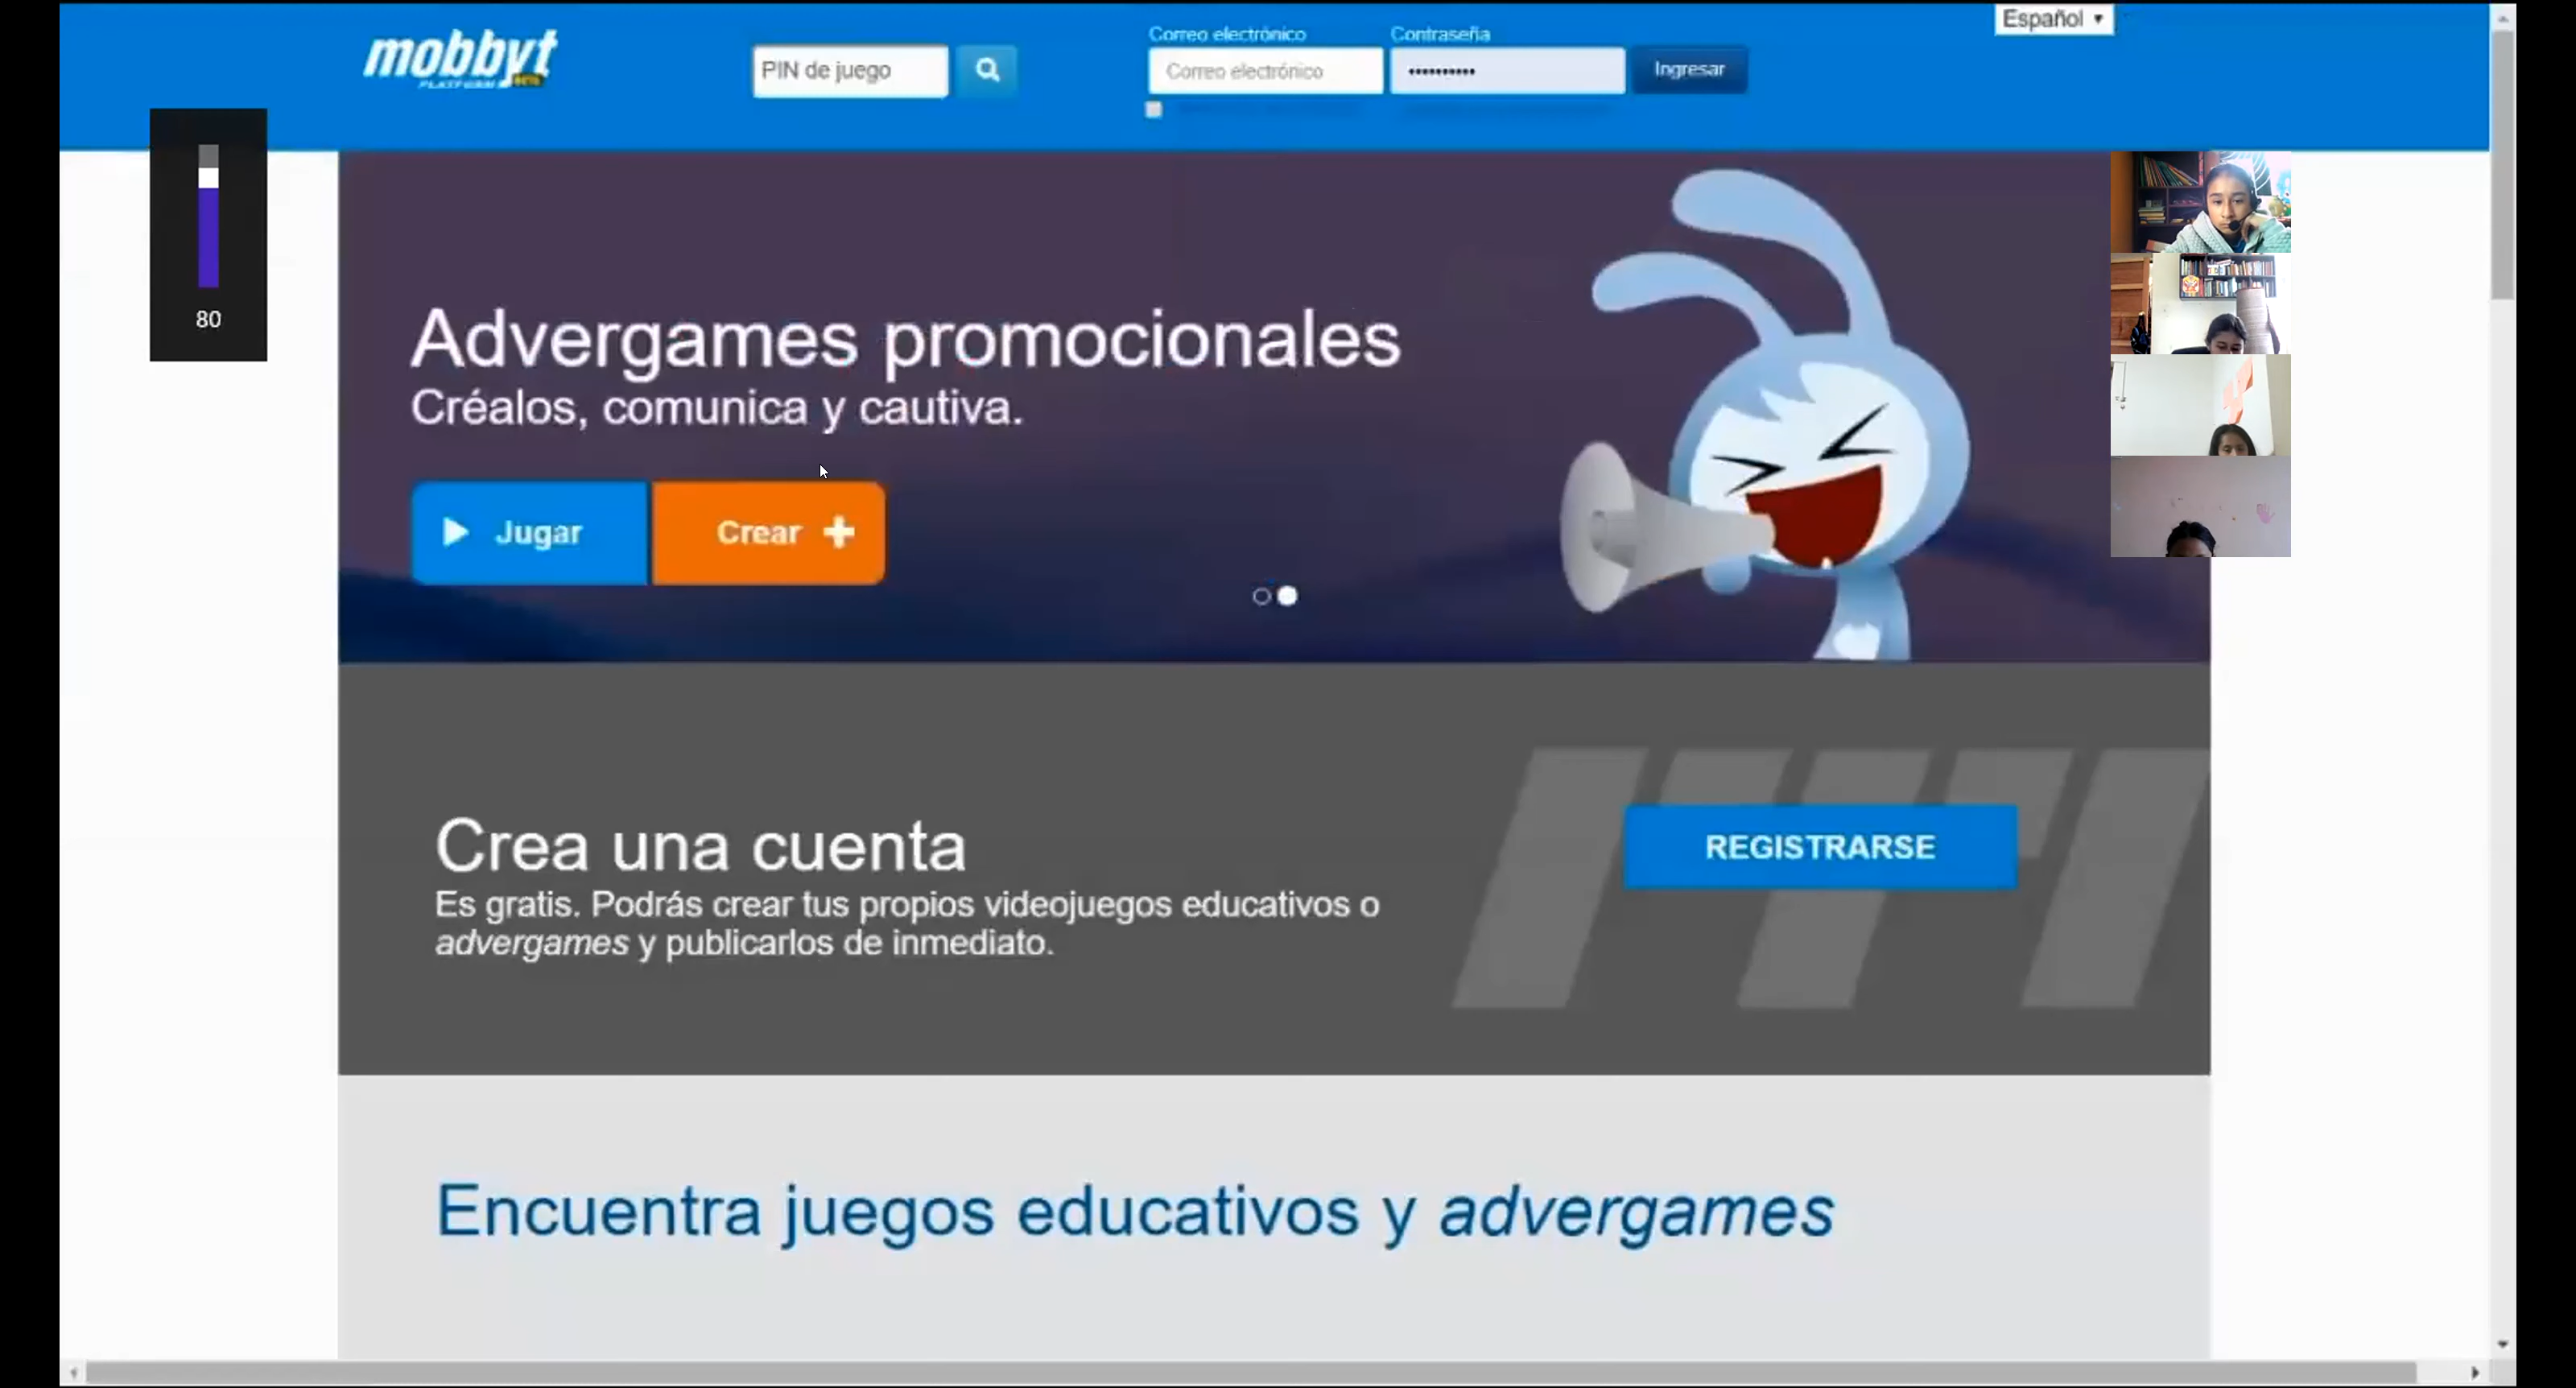 Español
mobbyt
PLATFORM BETA
PIN de juego
Correo electrónico
Contraseña
Correo electrónico
••••••••••
Ingresar
80
Advergames promocionales
Créalos, comunica y cautiva.
Jugar
Crear
Crea una cuenta
Es gratis. Podrás crear tus propios videojuegos educativos o
advergames y publicarlos de inmediato.
REGISTRARSE
Encuentra juegos educativos y advergames